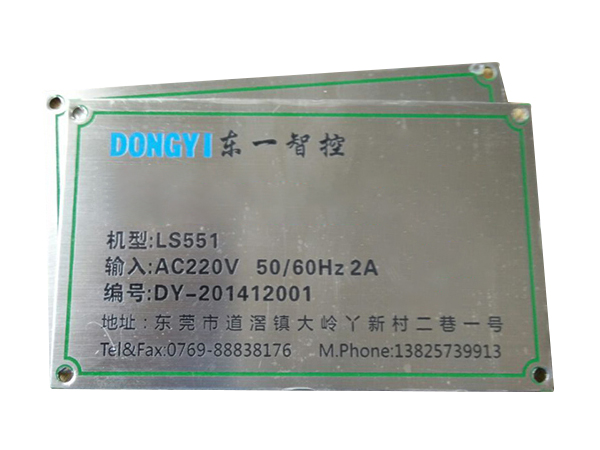 DONGYI东一智控
机型:LS551
输入:AC220V 50/60Hz 2A
编号:DY-201412001
地址:东莞市道滘镇大岭丫新村二巷一号
Tel&Fax:0769-88838176 M.Phone:13825739913